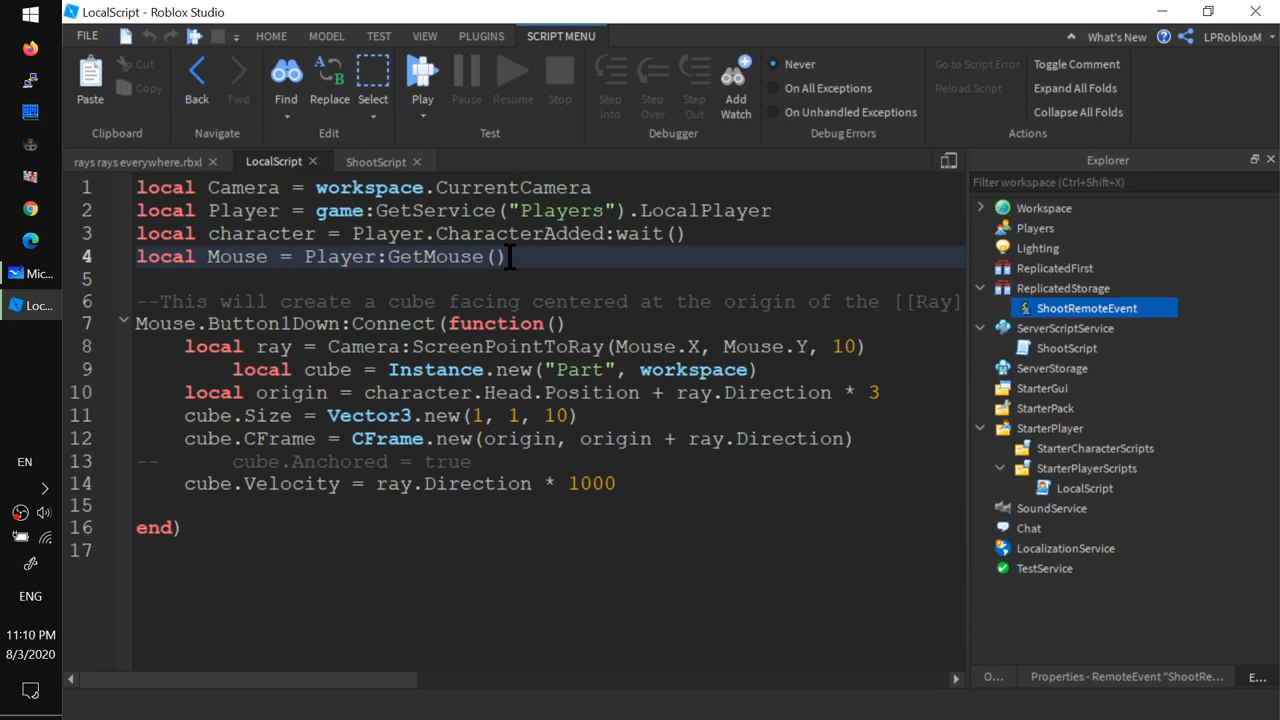 LocalScript - Roblox Studio
FILE HOME MODEL TEST VIEW PLUGINS SCRIPT MENU What's New LPRobloxM
Paste Cut Copy
Clipboard
Back Fwd
Navigate
Find Replace Select
Edit
Play Pause Resume Stop
Test
Step Into Step Over Step Out Add Watch
Debugger
Never
On All Exceptions
On Unhandled Exceptions
Debug Errors
Go to Script Error Toggle Comment
Reload Script Expand All Folds
Collapse All Folds
Actions
rays rays everywhere.rbxl LocalScript ShootScript
1 local Camera = workspace.CurrentCamera
2 local Player = game:GetService("Players").LocalPlayer
3 local character = Player.CharacterAdded:wait()
4 local Mouse = Player:GetMouse()
5
6 --This will create a cube facing centered at the origin of the [[Ray]
7 Mouse.Button1Down:Connect(function()
8 local ray = Camera:ScreenPointToRay(Mouse.X, Mouse.Y, 10)
9 local cube = Instance.new("Part", workspace)
10 local origin = character.Head.Position + ray.Direction * 3
11 cube.Size = Vector3.new(1, 1, 10)
12 cube.CFrame = CFrame.new(origin, origin + ray.Direction)
13 -- cube.Anchored = true
14 cube.Velocity = ray.Direction * 1000
15
16 end)
17
Explorer
Filter workspace (Ctrl+Shift+X)
Workspace
Players
Lighting
ReplicatedFirst
ReplicatedStorage
ShootRemoteEvent
ServerScriptService
ShootScript
ServerStorage
StarterGui
StarterPack
StarterPlayer
StarterCharacterScripts
StarterPlayerScripts
LocalScript
SoundService
Chat
LocalizationService
TestService
O... Properties - RemoteEvent "ShootRe... E...
Mic...
Loc...
EN
ENG
11:10 PM
8/3/2020